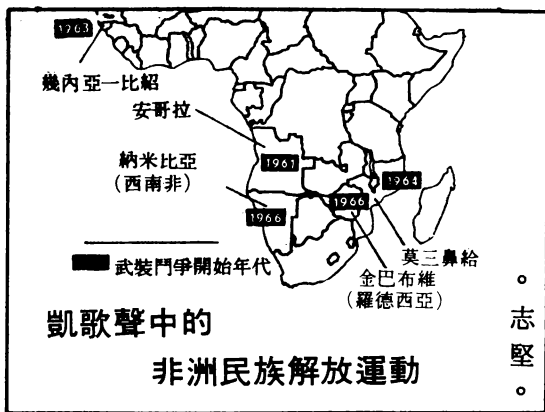 1963
幾內亞一比紹
安哥拉
納米比亞
(西南非)
1961
1964
1966
1966
莫三鼻給
金巴布維
(羅德西亞)
武裝鬥爭開始年代
凱歌聲中的
非洲民族解放運動
。志堅。